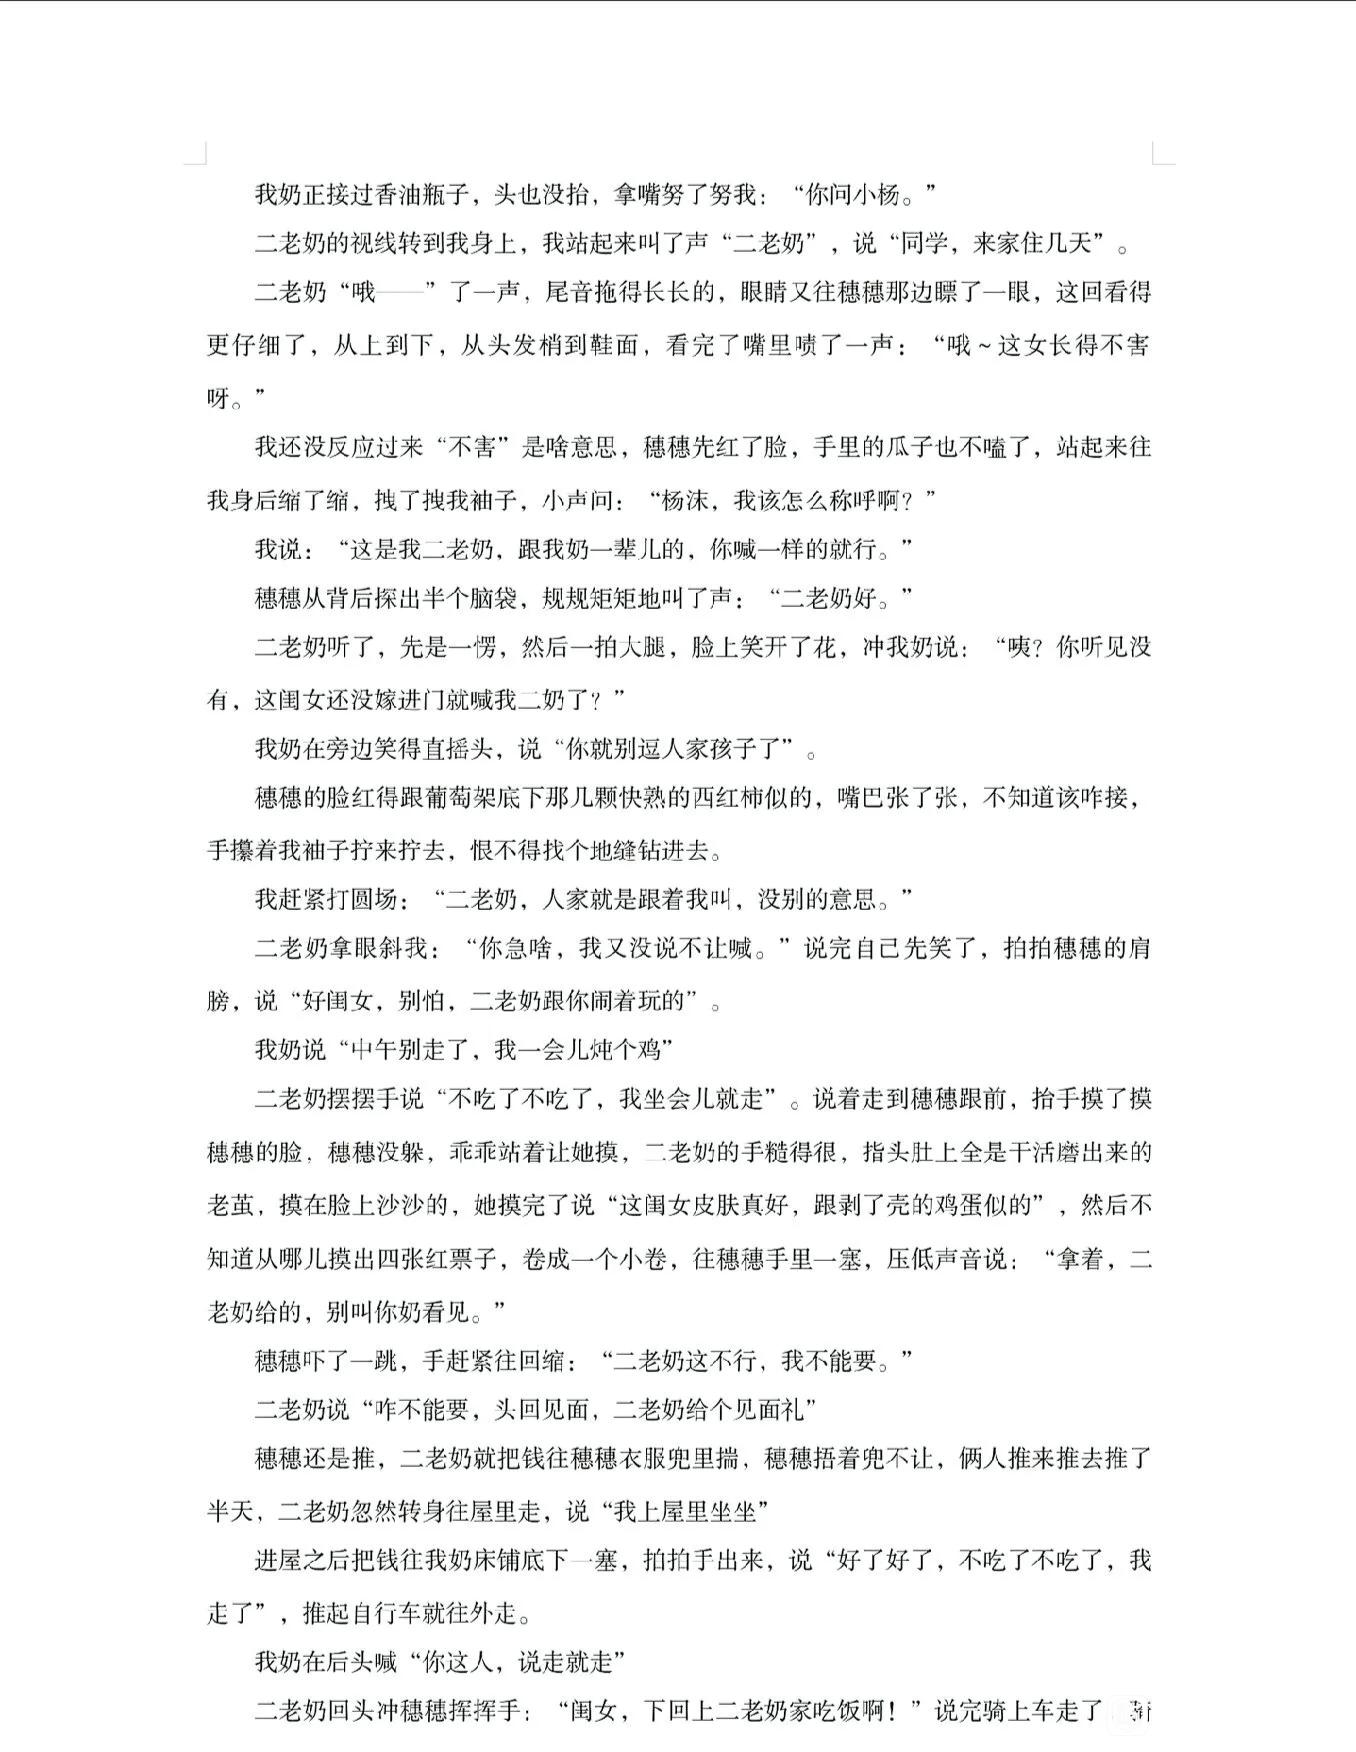 我奶正接过香油瓶子，头也没抬，拿嘴努了努我：“你问小杨。”
二老奶的视线转到我身上，我站起来叫了声“二老奶”，说“同学，来家住几天”。
二老奶“哦——”了一声，尾音拖得长长的，眼睛又往穗穗那边瞟了一眼，这回看得
更仔细了，从上到下，从头发梢到鞋面，看完了嘴里啧了一声：“哦～这女长得不害
呀。”
我还没反应过来“不害”是啥意思，穗穗先红了脸，手里的瓜子也不嗑了，站起来往
我身后缩了缩，拽了拽我袖子，小声问：“杨沫，我该怎么称呼啊？”
我说：“这是我二老奶，跟我奶一辈儿的，你喊一样的就行。”
穗穗从背后探出半个脑袋，规规矩矩地叫了声：“二老奶好。”
二老奶听了，先是一愣，然后一拍大腿，脸上笑开了花，冲我奶说：“咦？你听见没
有，这闺女还没嫁进门就喊我二奶了？”
我奶在旁边笑得直摇头，说“你就别逗人家孩子了”。
穗穗的脸红得跟葡萄架底下那几颗快熟的西红柿似的，嘴巴张了张，不知道该咋接，
手攥着我袖子拧来拧去，恨不得找个地缝钻进去。
我赶紧打圆场：“二老奶，人家就是跟着我叫，没别的意思。”
二老奶拿眼斜我：“你急啥，我又没说不让喊。”说完自己先笑了，拍拍穗穗的肩
膀，说“好闺女，别怕，二老奶跟你闹着玩的”。
我奶说“中午别走了，我一会儿炖个鸡”
二老奶摆摆手说“不吃了不吃了，我坐会儿就走”。说着走到穗穗跟前，抬手摸了摸
穗穗的脸，穗穗没躲，乖乖站着让她摸，二老奶的手糙得很，指头肚上全是干活磨出来的
老茧，摸在脸上沙沙的，她摸完了说“这闺女皮肤真好，跟剥了壳的鸡蛋似的”，然后不
知道从哪儿摸出四张红票子，卷成一个小卷，往穗穗手里一塞，压低声音说：“拿着，二
老奶给的，别叫你奶看见。”
穗穗吓了一跳，手赶紧往回缩：“二老奶这不行，我不能要。”
二老奶说“咋不能要，头回见面，二老奶给个见面礼”
穗穗还是推，二老奶就把钱往穗穗衣服兜里揣，穗穗捂着兜不让，俩人推来推去推了
半天，二老奶忽然转身往屋里走，说“我上屋里坐坐”
进屋之后把钱往我奶床铺底下一塞，拍拍手出来，说“好了好了，不吃了不吃了，我
走了”，推起自行车就往外走。
我奶在后头喊“你这人，说走就走”
二老奶回头冲穗穗挥挥手：“闺女，下回上二老奶家吃饭啊！”说完骑上车走了